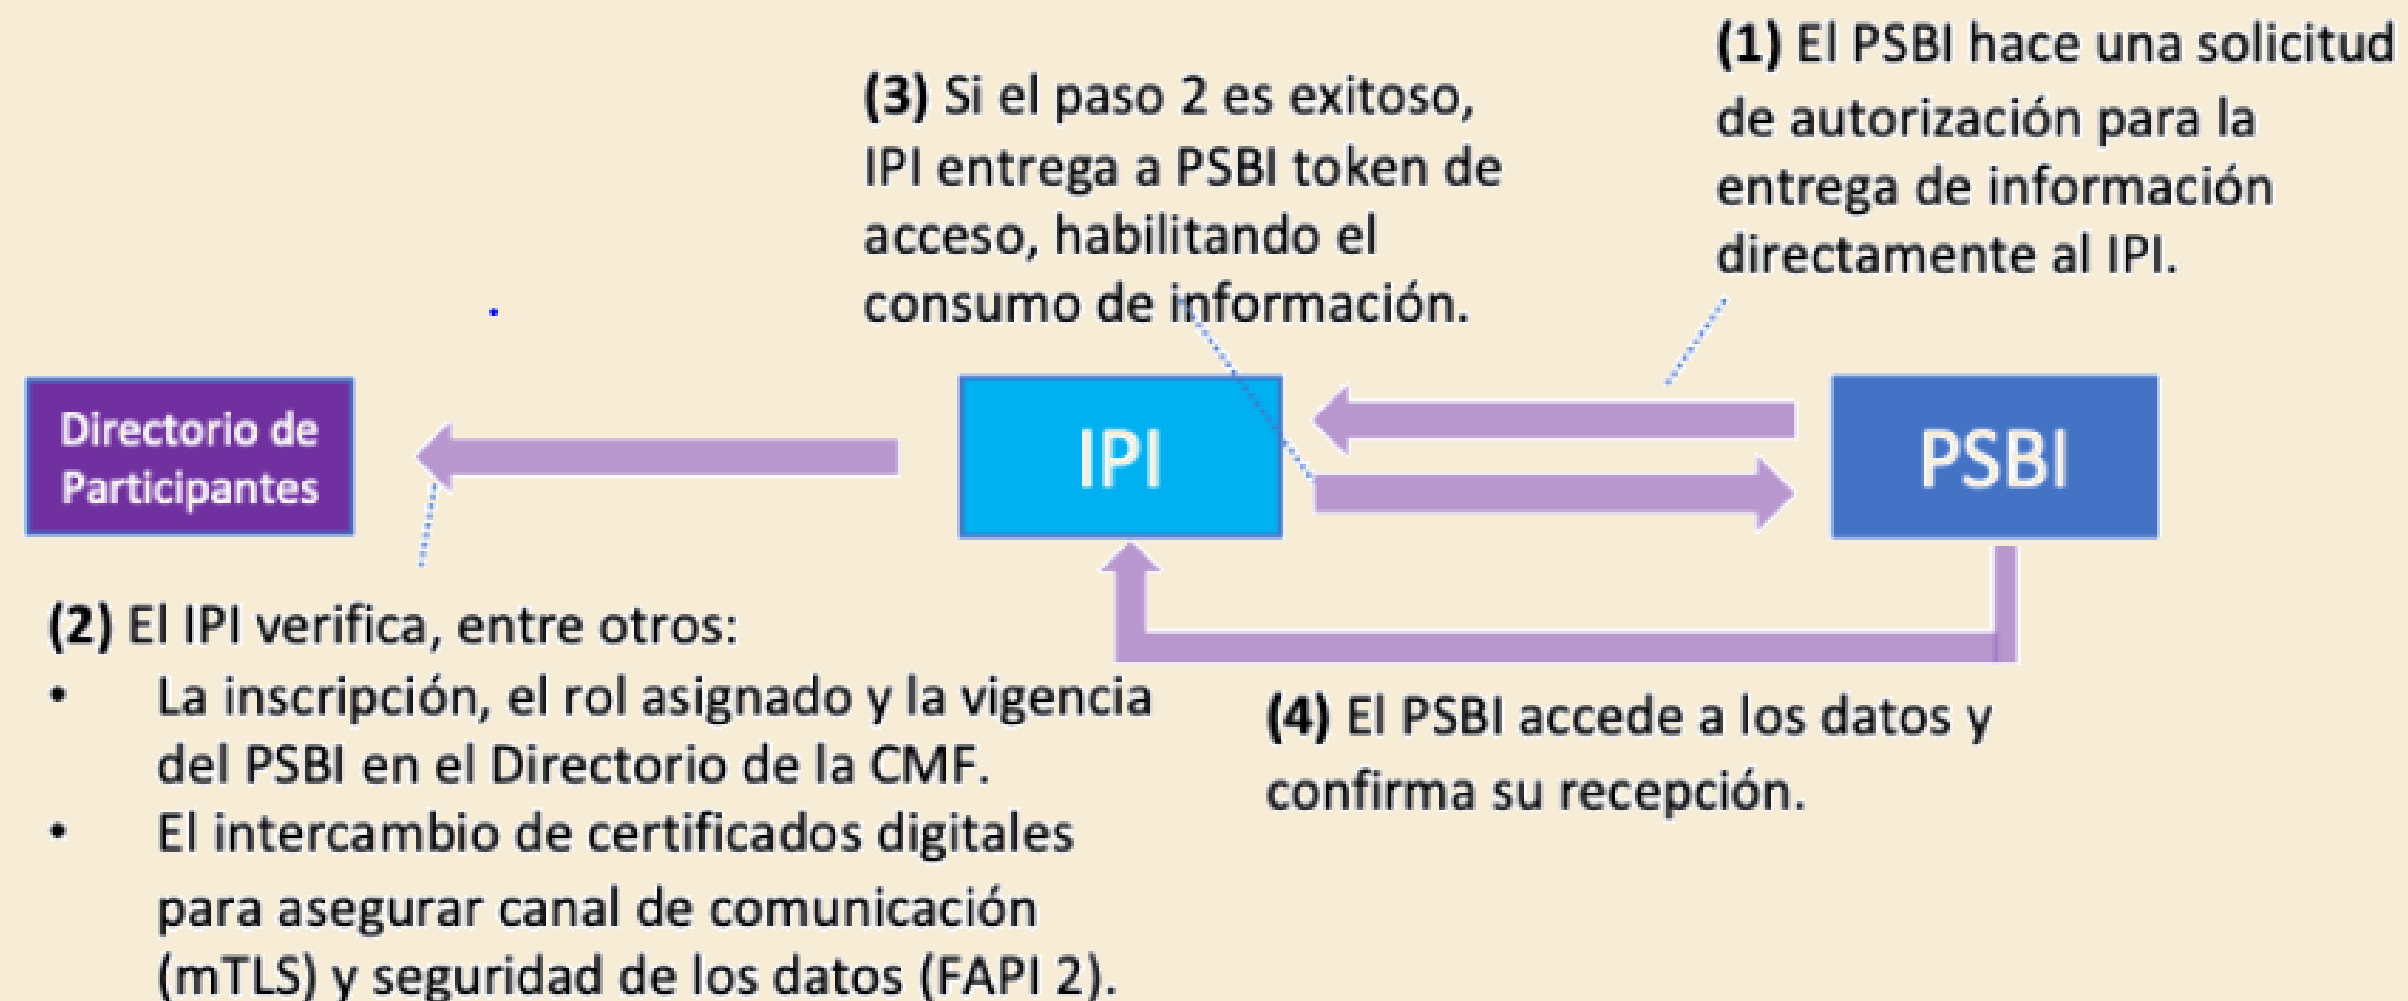 (1) El PSBI hace una solicitud
de autorización para la
entrega de información
directamente al IPI.
(3) Si el paso 2 es exitoso,
IPI entrega a PSBI token de
acceso, habilitando el
consumo de información.
Directorio de
Participantes
IPI
PSBI
(2) El IPI verifica, entre otros:
• La inscripción, el rol asignado y la vigencia
del PSBI en el Directorio de la CMF.
• El intercambio de certificados digitales
para asegurar canal de comunicación
(mTLS) y seguridad de los datos (FAPI 2).
(4) El PSBI accede a los datos y
confirma su recepción.